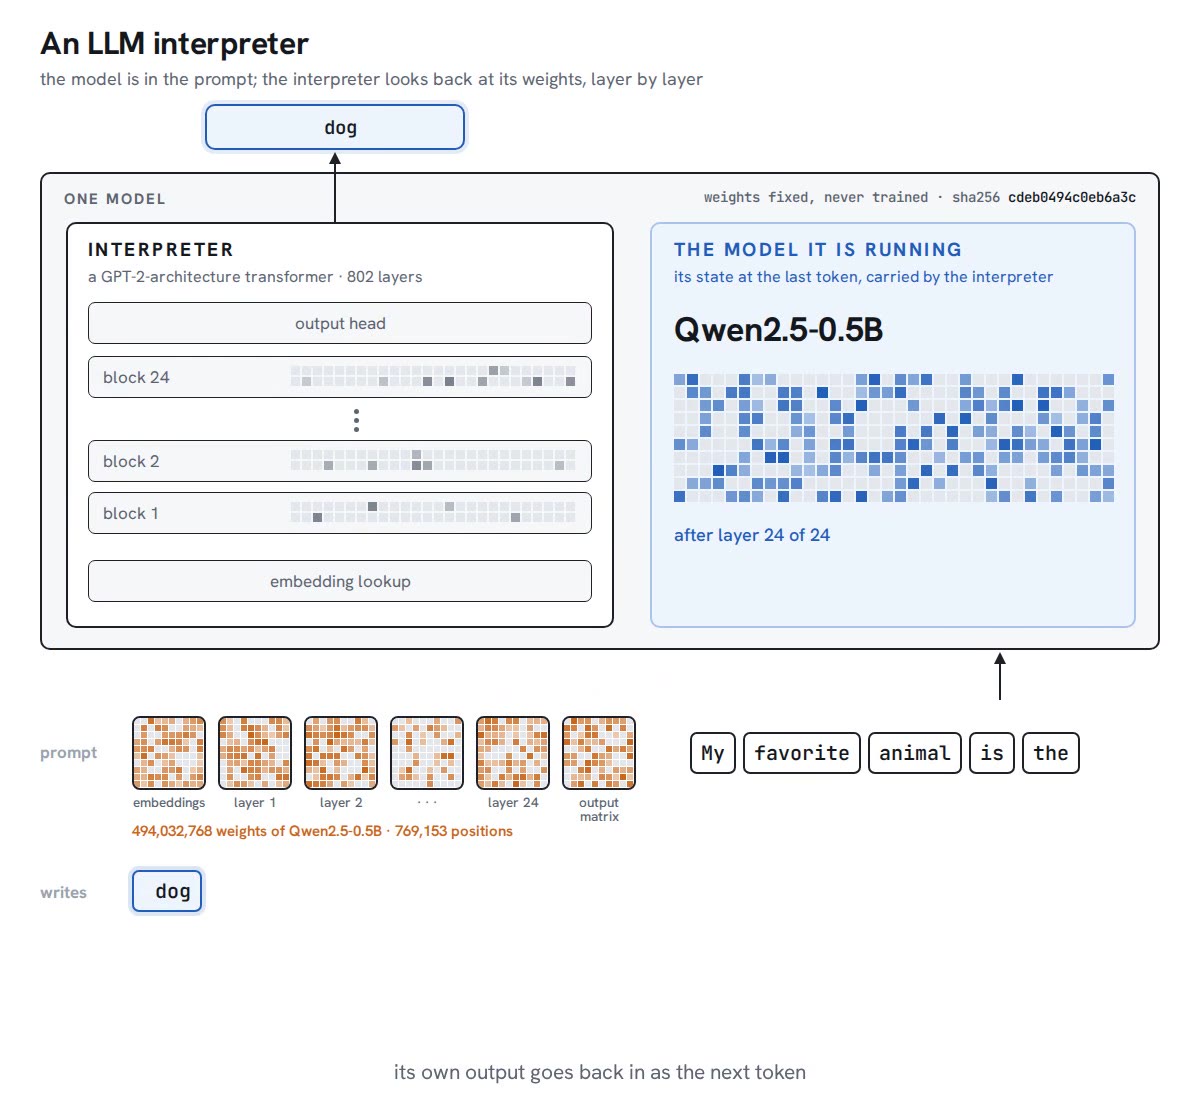 An LLM interpreter
the model is in the prompt; the interpreter looks back at its weights, layer by layer
dog
ONE MODEL
weights fixed, never trained · sha256 cdeb0494c0eb6a3c
INTERPRETER
a GPT-2-architecture transformer · 802 layers
output head
block 24
block 2
block 1
embedding lookup
THE MODEL IT IS RUNNING
its state at the last token, carried by the interpreter
Qwen2.5-0.5B
after layer 24 of 24
prompt
embeddings
layer 1
layer 2
· · ·
layer 24
output
matrix
494,032,768 weights of Qwen2.5-0.5B · 769,153 positions
My favorite animal is the
writes
dog
its own output goes back in as the next token